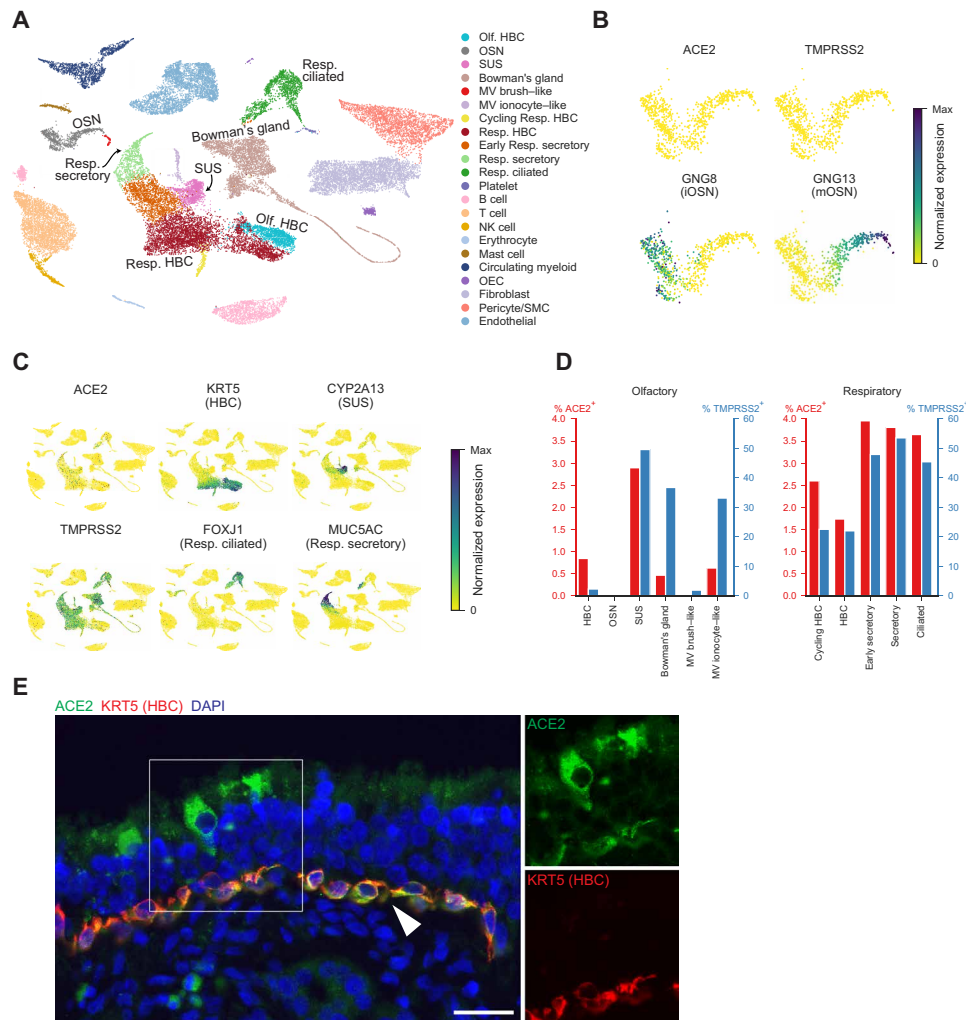 A
Resp.
ciliated
OSN
Bowman's gland
Resp.
secretory
SUS
Olf. HBC
Resp. HBC
Olf. HBC
OSN
SUS
Bowman's gland
MV brush–like
MV ionocyte–like
Cycling Resp. HBC
Resp. HBC
Early Resp. secretory
Resp. secretory
Resp. ciliated
Platelet
B cell
T cell
NK cell
Erythrocyte
Mast cell
Circulating myeloid
OEC
Fibroblast
Pericyte/SMC
Endothelial
B
ACE2 TMPRSS2
GNG8 GNG13
(iOSN) (mOSN)
Max
Normalized expression
0
C
ACE2 KRT5 CYP2A13
(HBC) (SUS)
TMPRSS2 FOXJ1 MUC5AC
(Resp. ciliated) (Resp. secretory)
Max
Normalized expression
0
D
Olfactory
% ACE2+ % TMPRSS2+
4.0 60
3.5
3.0 50
2.5 40
2.0 30
1.5 20
1.0
0.5 10
0.0 0
HBC
OSN
SUS
Bowman's gland
MV brush–like
MV ionocyte–like
Respiratory
% ACE2+ % TMPRSS2+
4.0 60
3.5
3.0 50
2.5 40
2.0 30
1.5 20
1.0
0.5 10
0.0 0
Cycling HBC
HBC
Early secretory
Secretory
Ciliated
E
ACE2 KRT5 (HBC) DAPI
ACE2
KRT5 (HBC)